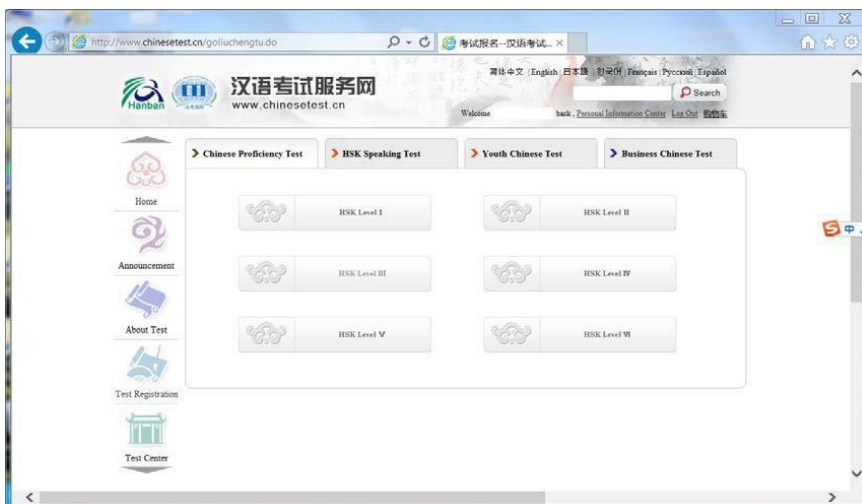 http://www.chinesetest.cn/goliuchengtu.do
考试报名--汉语考试...
简体中文 | English | 日本語 | 한국어 | Français | Русский | Español
Hanban
汉语考试服务网
www.chinesetest.cn
Search
Welcome back , Personal Information Center Log Out 购物车
Chinese Proficiency Test
HSK Speaking Test
Youth Chinese Test
Business Chinese Test
Home
Announcement
About Test
Test Registration
Test Center
HSK Level I
HSK Level II
HSK Level III
HSK Level IV
HSK Level V
HSK Level VI
中